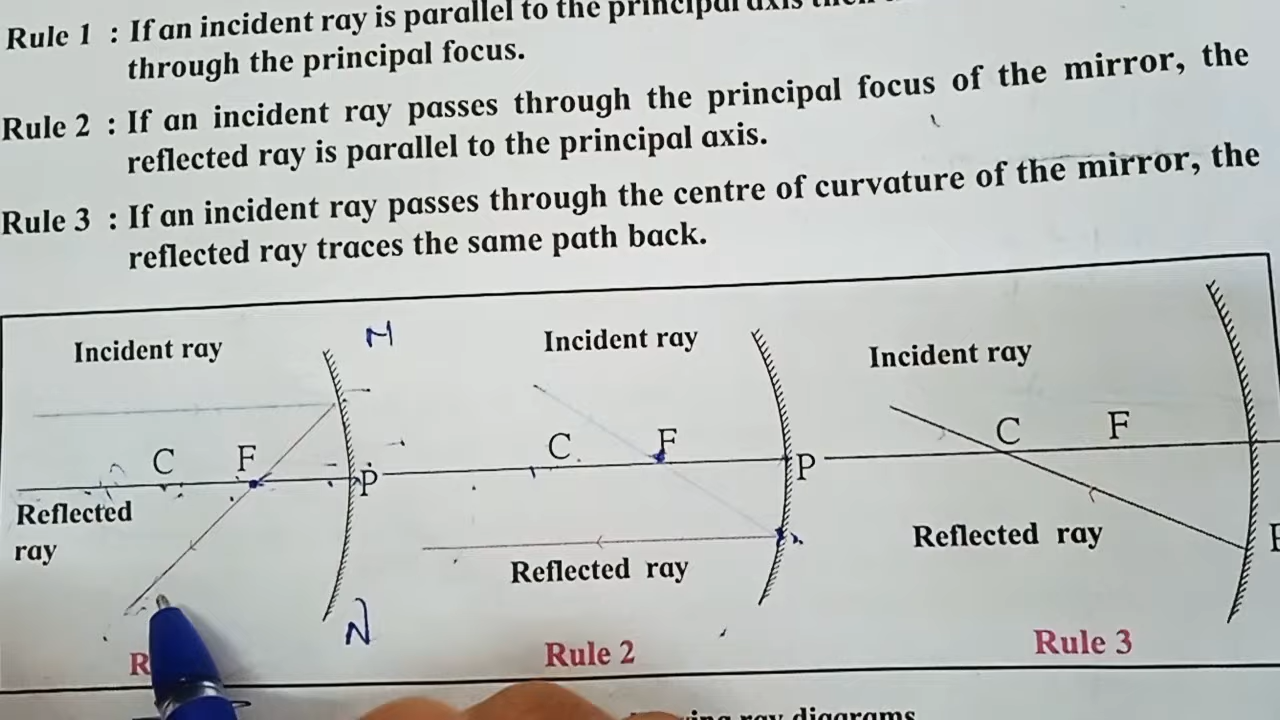 Rule 1 : If an incident ray is parallel to the principal axis then
through the principal focus.
Rule 2 : If an incident ray passes through the principal focus of the mirror, the
reflected ray is parallel to the principal axis.
Rule 3 : If an incident ray passes through the centre of curvature of the mirror, the
reflected ray traces the same path back.
Incident ray
M
C
F
P
Reflected
ray
N
Incident ray
C
F
P
Reflected ray
Rule 2
Incident ray
C
F
Reflected ray
Rule 3
ray diagrams